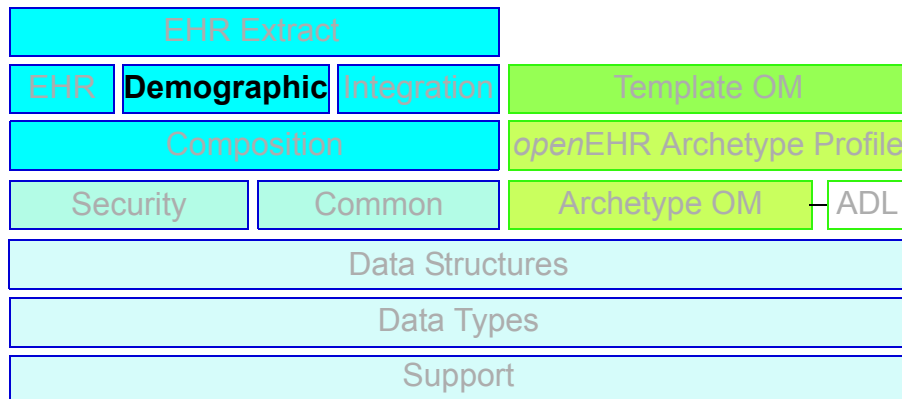 EHR Extract
EHR Demographic Integration Template OM
Composition openEHR Archetype Profile
Security Common Archetype OM ADL
Data Structures
Data Types
Support